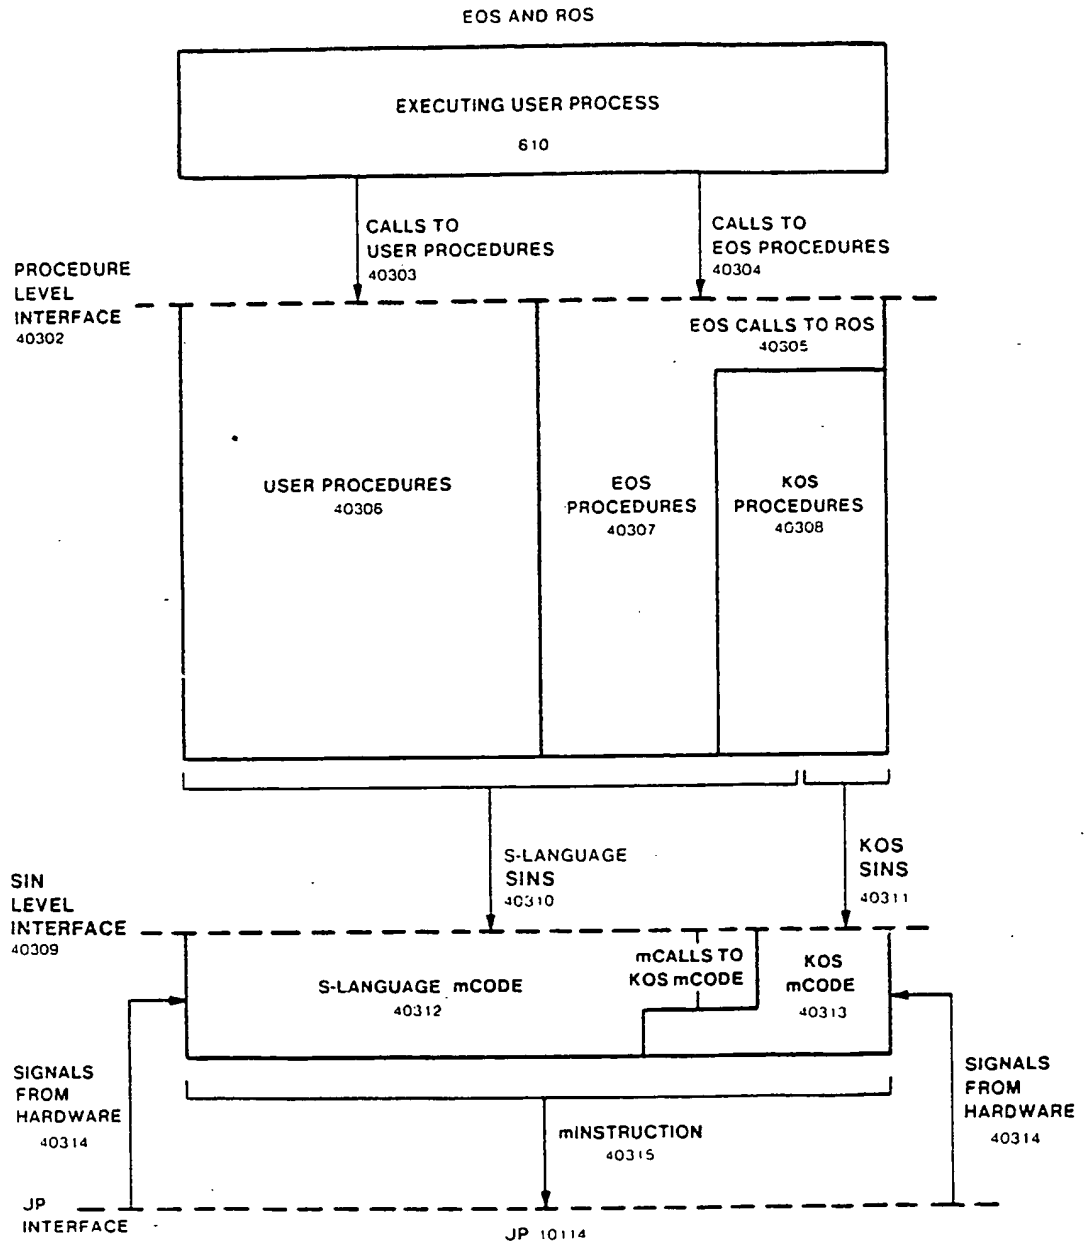 EOS AND ROS
EXECUTING USER PROCESS
610
CALLS TO
USER PROCEDURES
40303
CALLS TO
EOS PROCEDURES
40304
PROCEDURE
LEVEL
INTERFACE
40302
EOS CALLS TO ROS
40305
USER PROCEDURES
40306
EOS
PROCEDURES
40307
KOS
PROCEDURES
40308
S-LANGUAGE
SINS
40310
KOS
SINS
40311
SIN
LEVEL
INTERFACE
40309
S-LANGUAGE mCODE
40312
mCALLS TO
KOS mCODE
KOS
mCODE
40313
SIGNALS
FROM
HARDWARE
40314
SIGNALS
FROM
HARDWARE
40314
mINSTRUCTION
40315
JP
INTERFACE
JP 10114